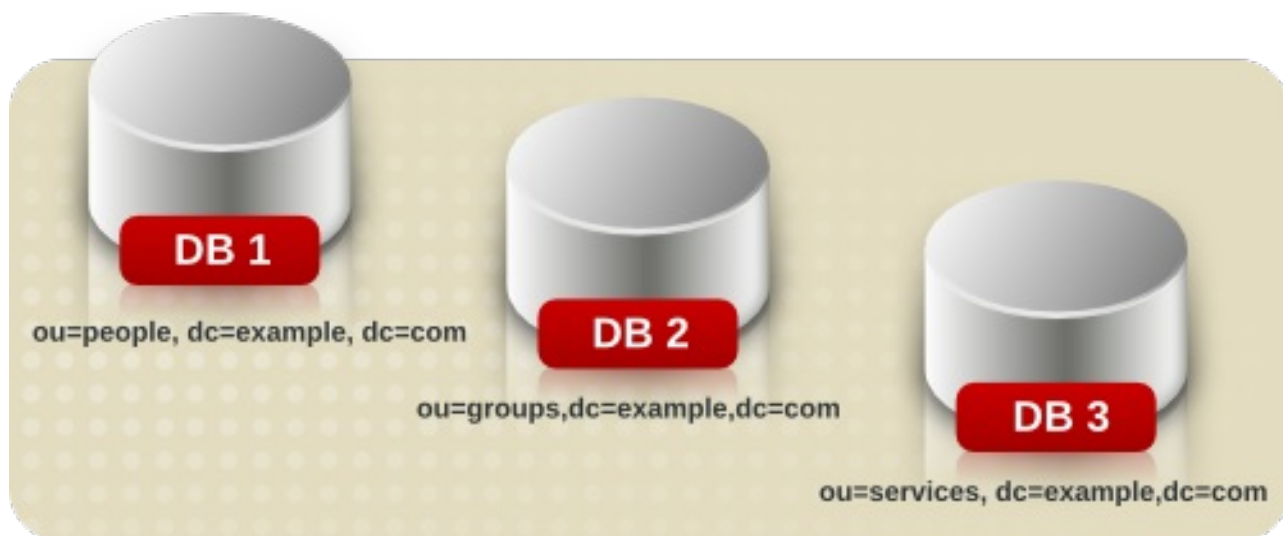 DB 1
ou=people, dc=example, dc=com
DB 2
ou=groups,dc=example,dc=com
DB 3
ou=services, dc=example,dc=com